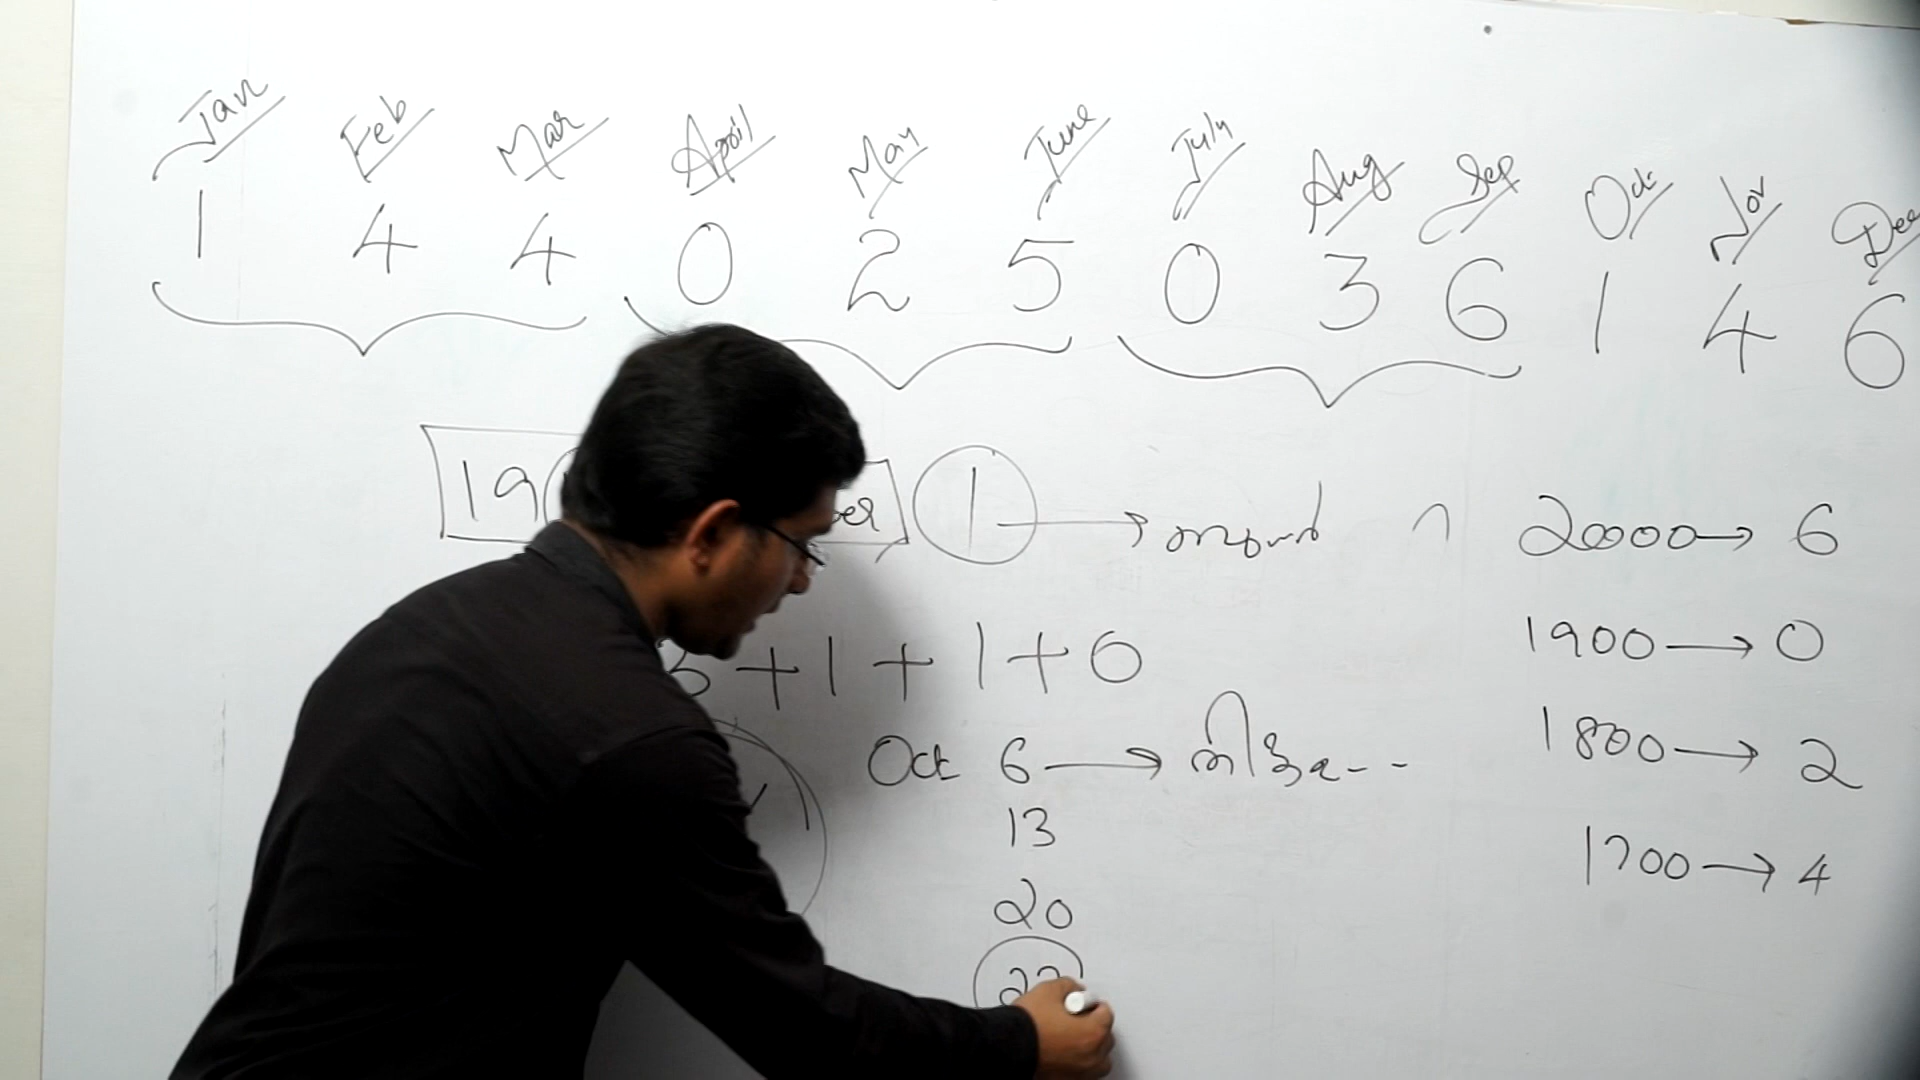 Jan Feb Mar April May June July Aug Sep Oct Nov Dec
1 4 4 0 2 5 0 3 6 1 4 6
19 ber 1 →
2000 → 6
+ 1 + 1 + 0
1900 → 0
Oct 6 →
1800 → 2
13
1700 → 4
20